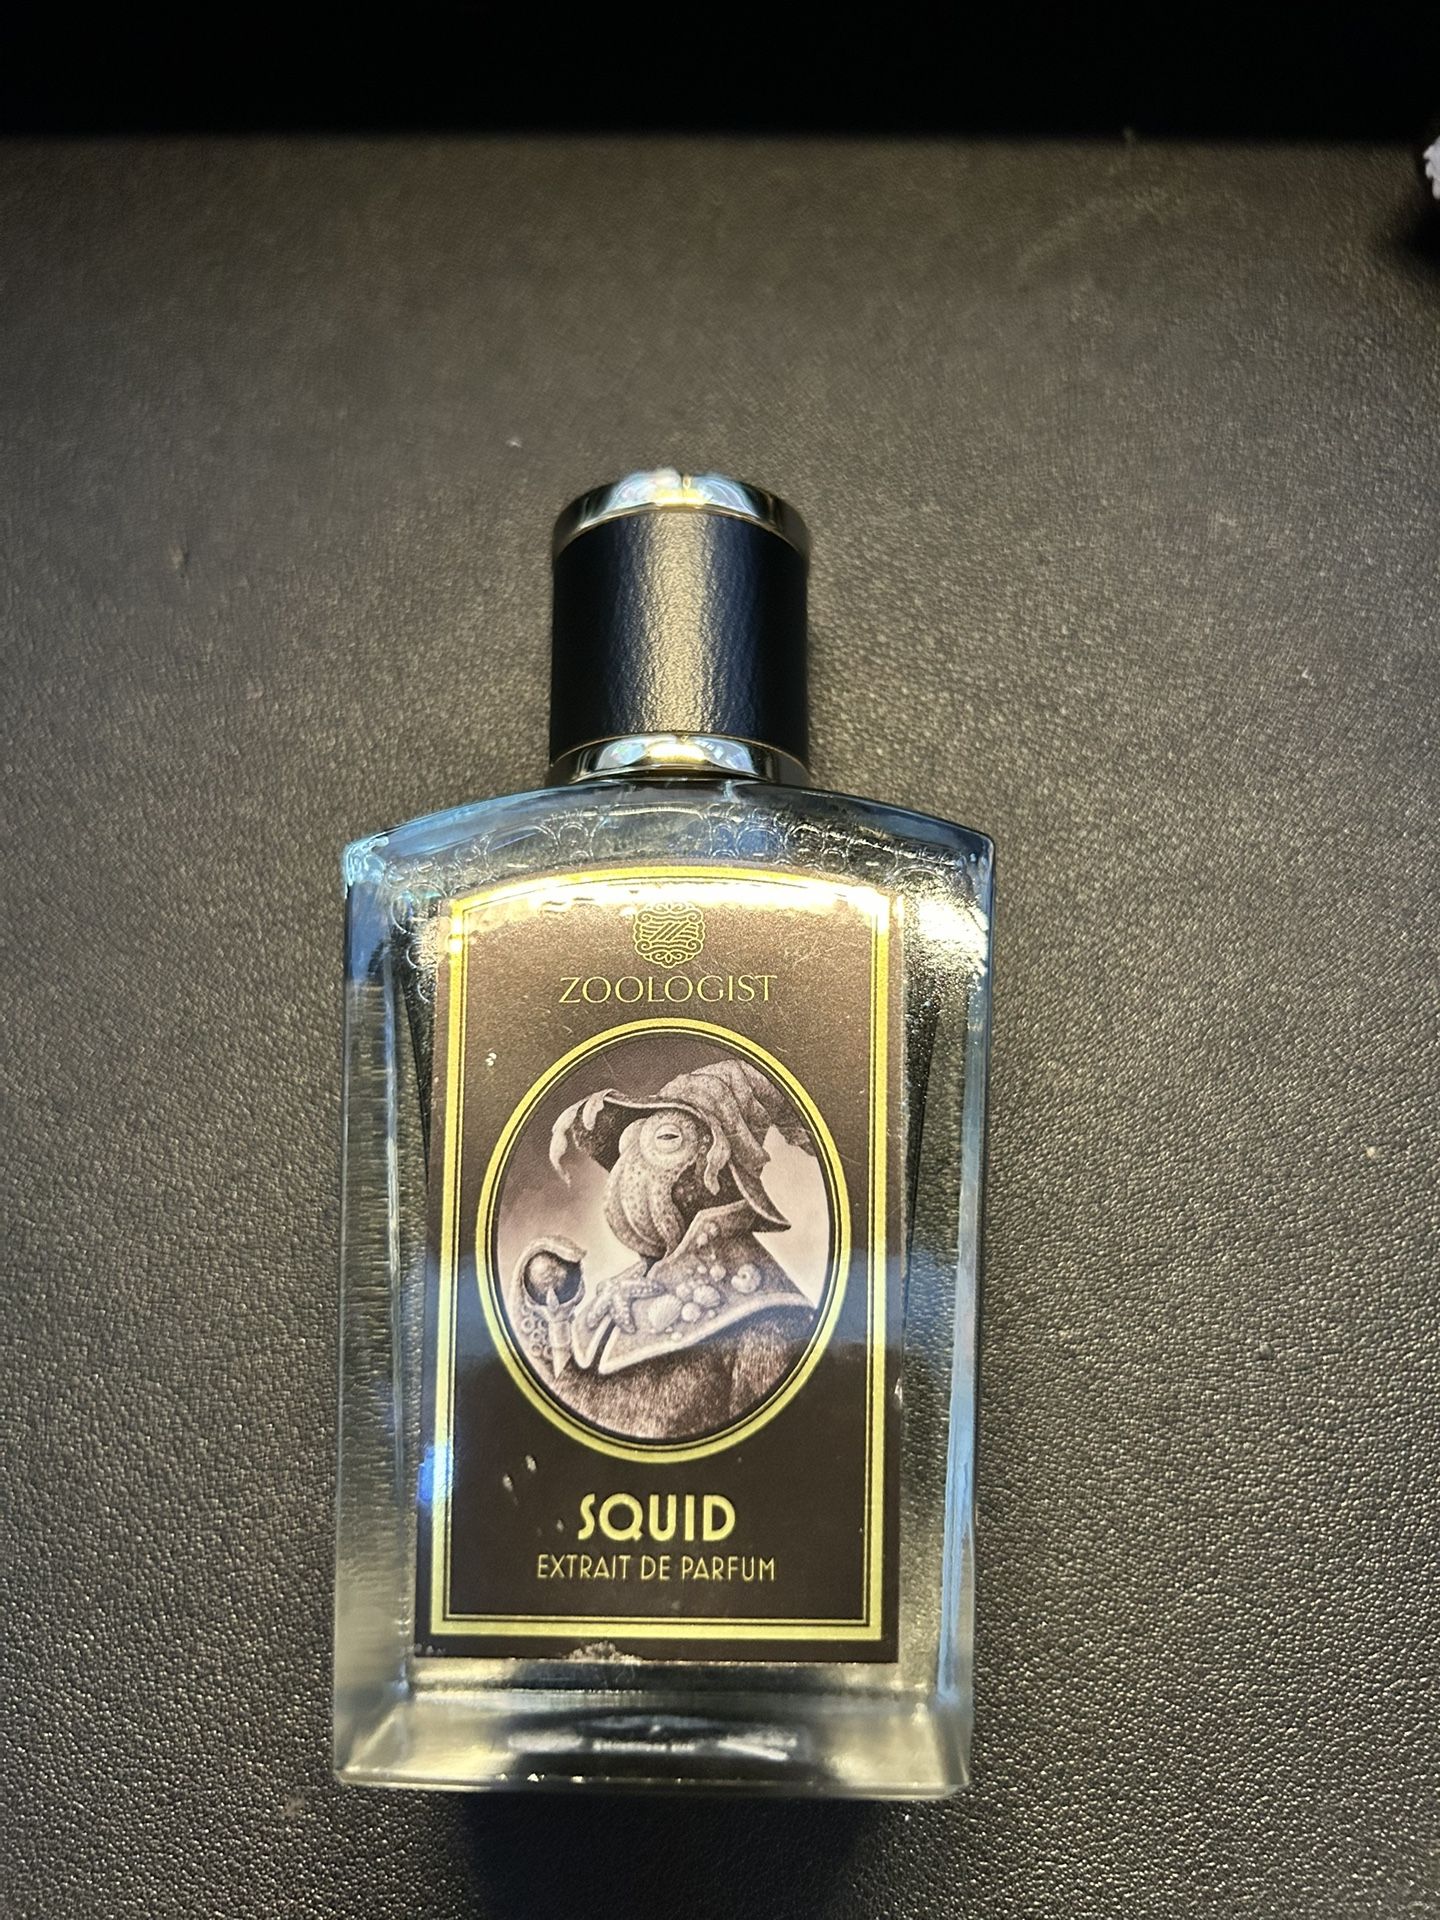 Z
ZOOLOGIST
SQUID
EXTRAIT DE PARFUM